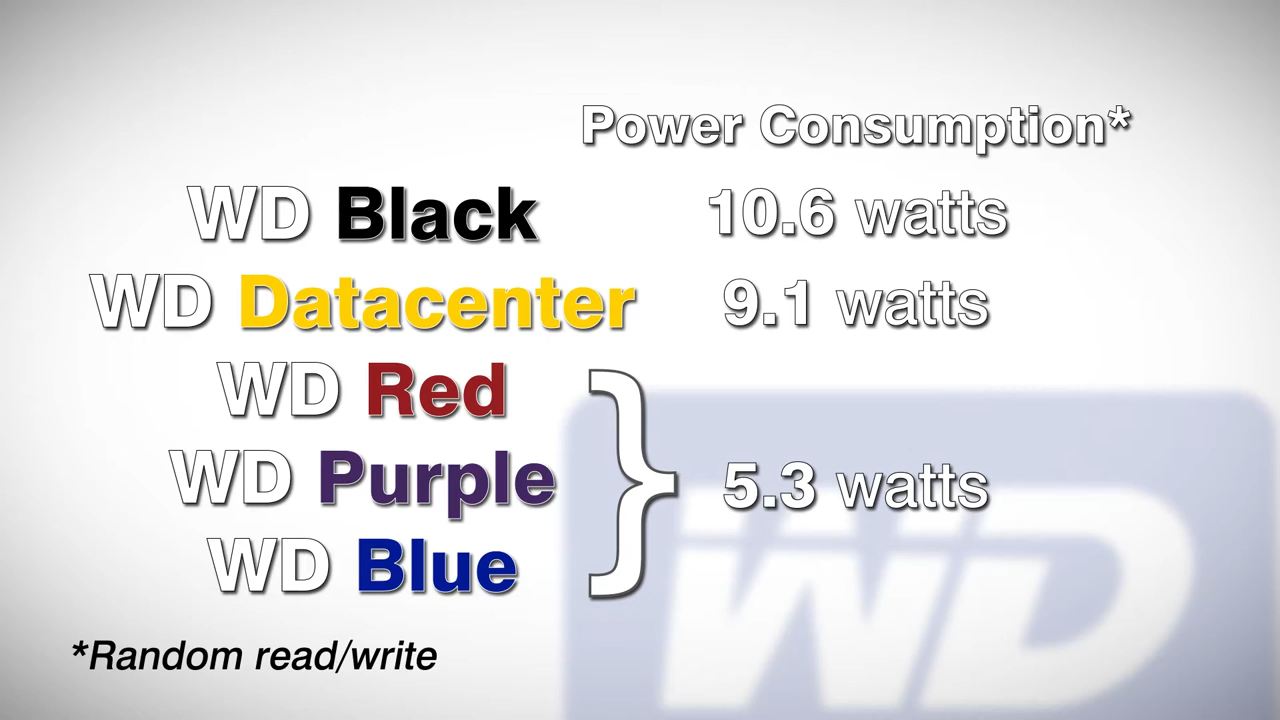 Power Consumption*
WD Black 10.6 watts
WD Datacenter 9.1 watts
WD Red
WD Purple } 5.3 watts
WD Blue
*Random read/write
WD